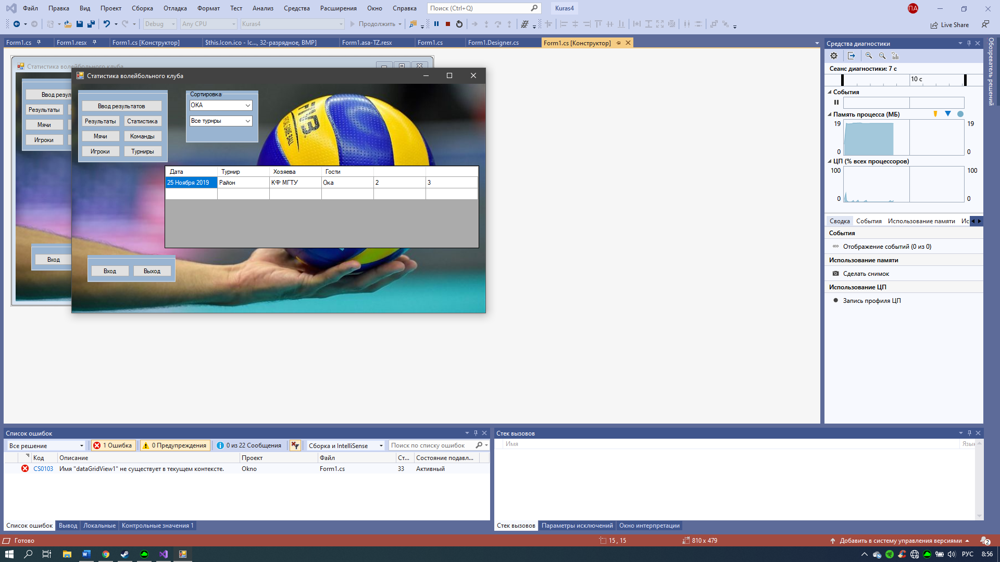 Файл Правка Вид Проект Сборка Отладка Формат Тест Анализ Средства Расширения Окно Справка Поиск (Ctrl+Q) Kuras4 ПА
Debug Any CPU Kuras4 Продолжить Live Share
Form1.cs Form1.resx Form1.cs [Конструктор] $this.Icon.ico - Ic..., 32-разрядное, BMP] Form1.asa-TZ.resx Form1.cs Form1.Designer.cs Form1.cs [Конструктор]
Статистика волейбольного клуба
Ввод резул
Результаты
Мячи
Игроки
Вход
Статистика волейбольного клуба
Ввод результатов
Результаты Статистика
Мячи Команды
Игроки Турниры
Сортировка
ОКА
Все турнры
Дата Турнир Хозяева Гости
25 Ноября 2019 Район КФ МГТУ Ока 2 3
Вход Выход
Средства диагностики
Сеанс диагностики: 7 с
10 с
События
Память процесса (МБ)
19 19
0 0
ЦП (% всех процессоров)
100 100
0 0
Сводка События Использование памяти Ис
События
Отображение событий (0 из 0)
Использование памяти
Сделать снимок
Использование ЦП
Запись профиля ЦП
Обозреватель решений
Список ошибок
Все решение 1 Ошибка 0 Предупреждения 0 из 22 Сообщения Сборка и IntelliSense Поиск по списку ошибок
Код Описание Проект Файл Ст... Состояние подавл...
CS0103 Имя "dataGridView1" не существует в текущем контексте. Okno Form1.cs 33 Активный
Список ошибок Вывод Локальные Контрольные значения 1
Стек вызовов
Имя Язык
Стек вызовов Параметры исключений Окно интерпретации
Готово 15 , 15 810 x 479 Добавить в систему управления версиями 2
РУС 8:56